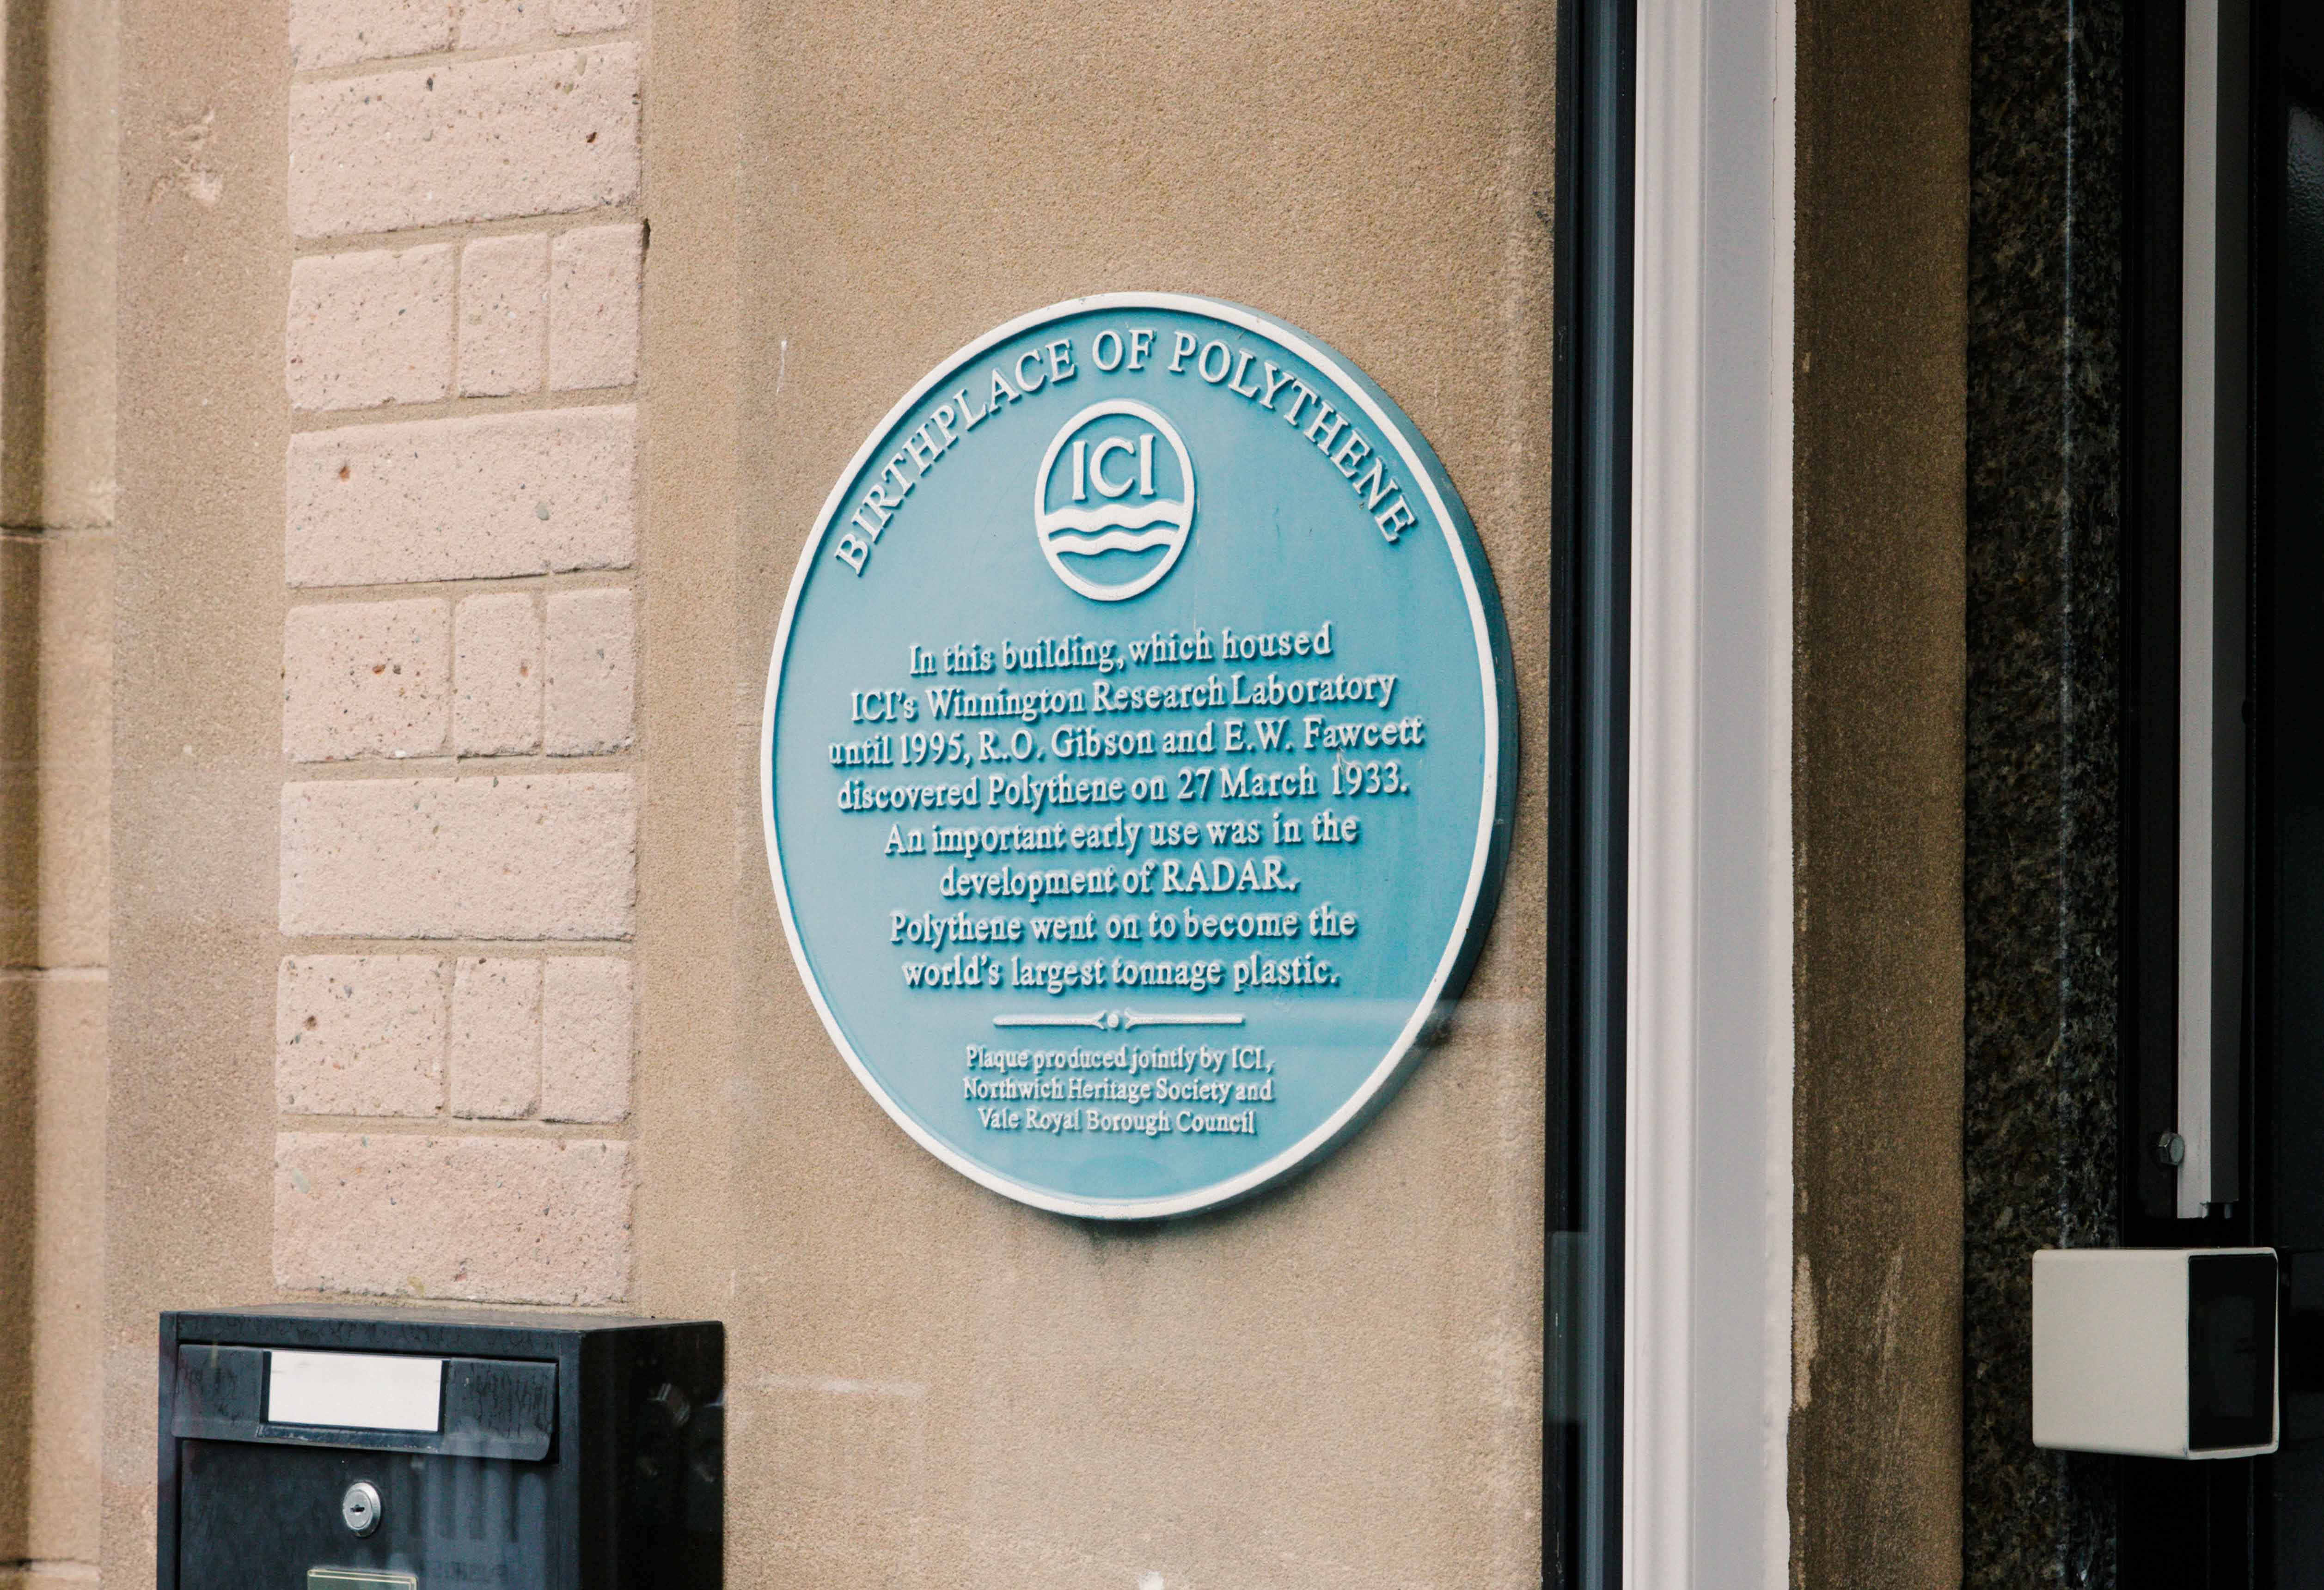 BIRTHPLACE OF POLYTHENE
ICI
In this building, which housed
ICI's Winnington Research Laboratory
until 1995, R.O. Gibson and E.W. Fawcett
discovered Polythene on 27 March 1933.
An important early use was in the
development of RADAR.
Polythene went on to become the
world's largest tonnage plastic.
Plaque produced jointly by ICI,
Northwich Heritage Society and
Vale Royal Borough Council